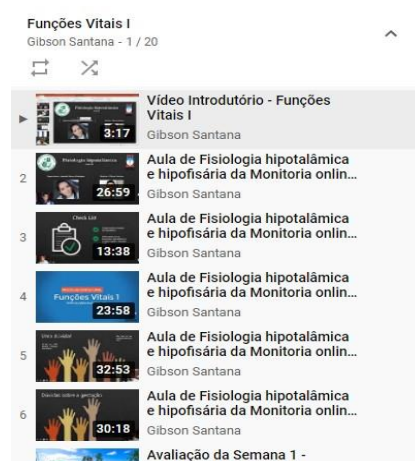 Funções Vitais I
Gibson Santana - 1 / 20
Vídeo Introdutório - Funções
Vitais I
3:17
Gibson Santana
2
Aula de Fisiologia hipotalâmica
e hipofisária da Monitoria onlin...
26:59
Gibson Santana
3
Check List
Aula de Fisiologia hipotalâmica
e hipofisária da Monitoria onlin...
13:38
Gibson Santana
4
Funções Vitais 1
Aula de Fisiologia hipotalâmica
e hipofisária da Monitoria onlin...
23:58
Gibson Santana
5
Aula de Fisiologia hipotalâmica
e hipofisária da Monitoria onlin...
32:53
Gibson Santana
6
Aula de Fisiologia hipotalâmica
e hipofisária da Monitoria onlin...
30:18
Gibson Santana
Avaliação da Semana 1 -